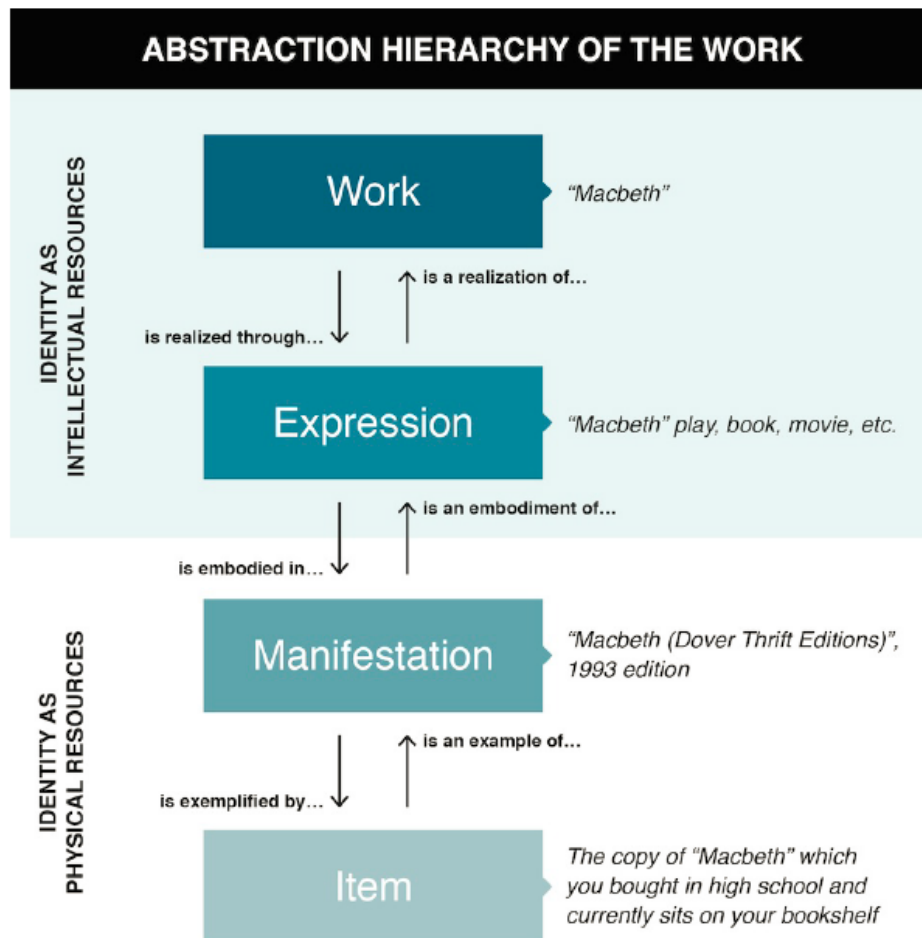 ABSTRACTION HIERARCHY OF THE WORK
IDENTITY AS
INTELLECTUAL RESOURCES
Work
“Macbeth”
is a realization of...
is realized through...
Expression
“Macbeth” play, book, movie, etc.
is an embodiment of...
is embodied in...
IDENTITY AS
PHYSICAL RESOURCES
Manifestation
“Macbeth (Dover Thrift Editions)”,
1993 edition
is an example of...
is exemplified by...
Item
The copy of “Macbeth” which
you bought in high school and
currently sits on your bookshelf